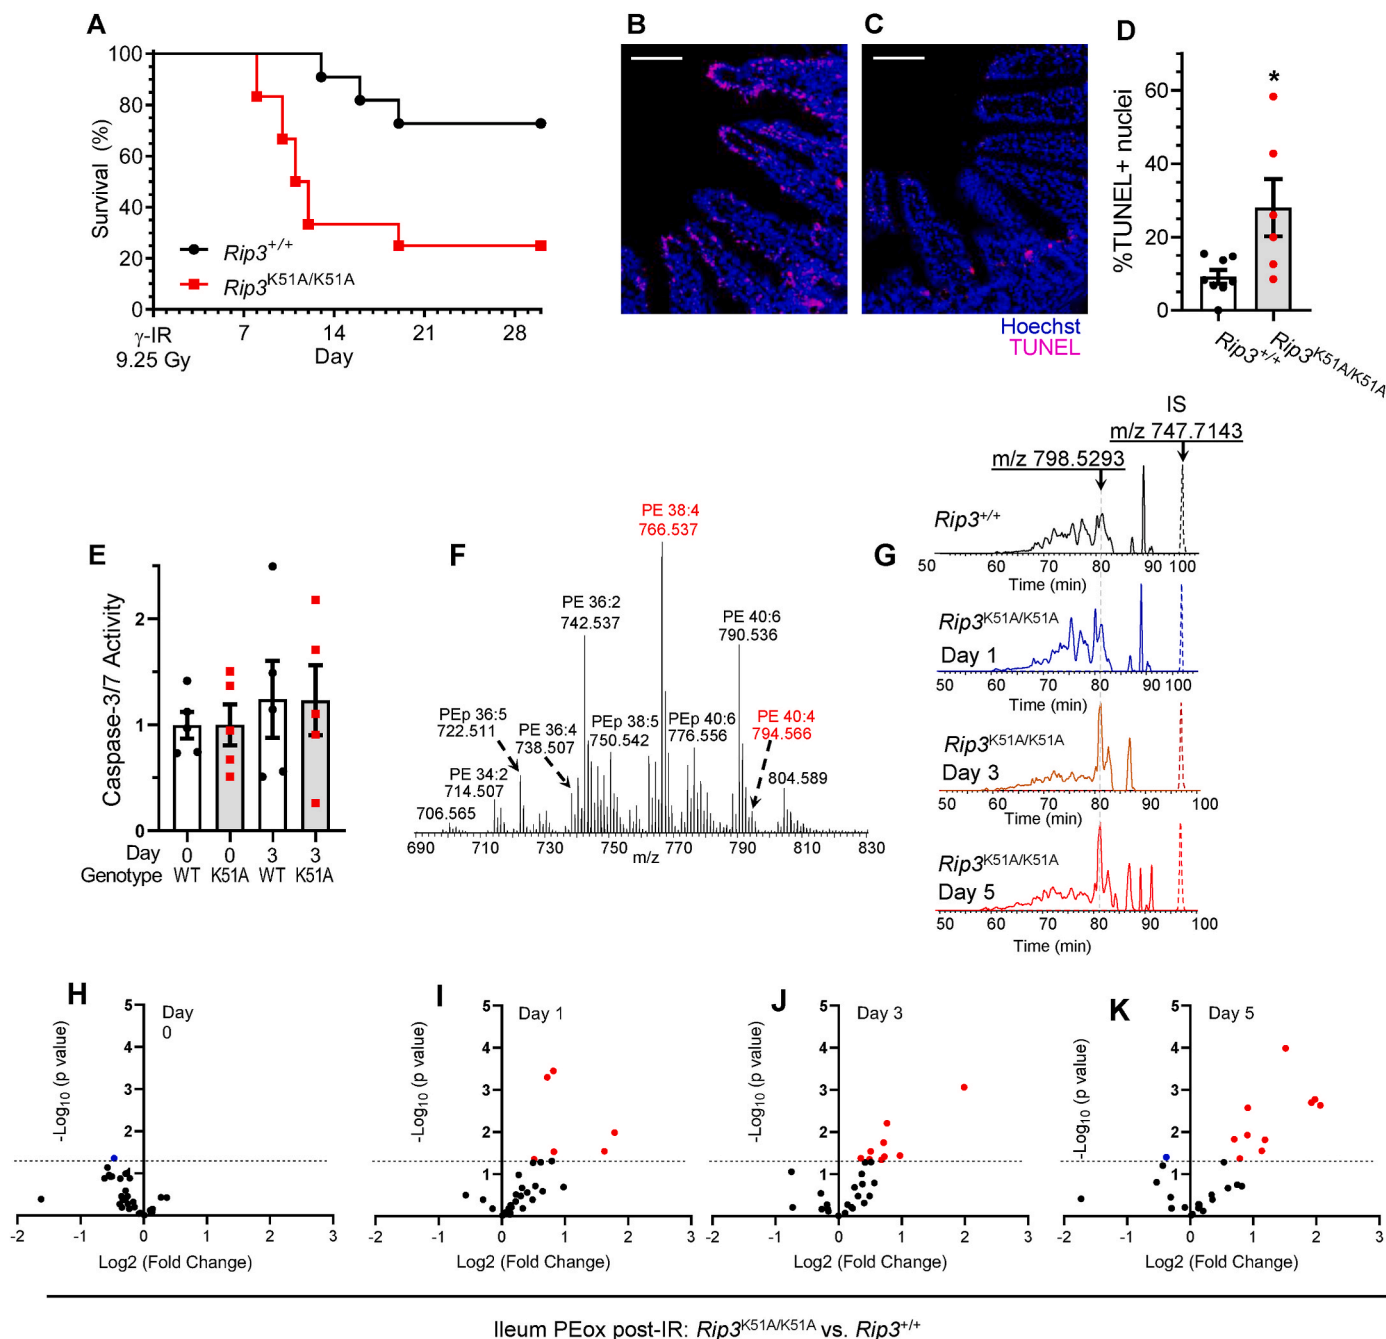 A
B
C
D
100
80
60
40
20
0
Survival (%)
Rip3+/+
Rip3K51A/K51A
γ-IR
9.25 Gy
7
14
21
28
Day
Hoechst
TUNEL
%TUNEL+ nuclei
60
40
20
0
*
Rip3+/+
Rip3K51A/K51A
E
Caspase-3/7 Activity
2
1
0
Day 0 0 3 3
Genotype WT K51A WT K51A
F
PE 38:4
766.537
PE 36:2
742.537
PE 40:6
790.536
PEp 36:5
722.511
PE 36:4
738.507
PEp 38:5
750.542
PEp 40:6
776.556
PE 40:4
794.566
PE 34:2
714.507
706.565
804.589
690 710 730 750 770 790 810 830
m/z
G
IS
m/z 747.7143
m/z 798.5293
Rip3+/+
50 60 70 80 90 100
Time (min)
Rip3K51A/K51A
Day 1
50 60 70 80 90 100
Rip3K51A/K51A
Day 3
50 60 70 80 90 100
Rip3K51A/K51A
Day 5
50 60 70 80 90 100
Time (min)
H
Day
0
-Log10 (p value)
5
4
3
2
1
-2 -1 0 1 2 3
Log2 (Fold Change)
I
Day 1
-Log10 (p value)
5
4
3
2
1
-2 -1 0 1 2 3
Log2 (Fold Change)
J
Day 3
-Log10 (p value)
5
4
3
2
1
-2 -1 0 1 2 3
Log2 (Fold Change)
K
Day 5
-Log10 (p value)
5
4
3
2
1
-2 -1 0 1 2 3
Log2 (Fold Change)
Ileum PEox post-IR: Rip3K51A/K51A vs. Rip3+/+